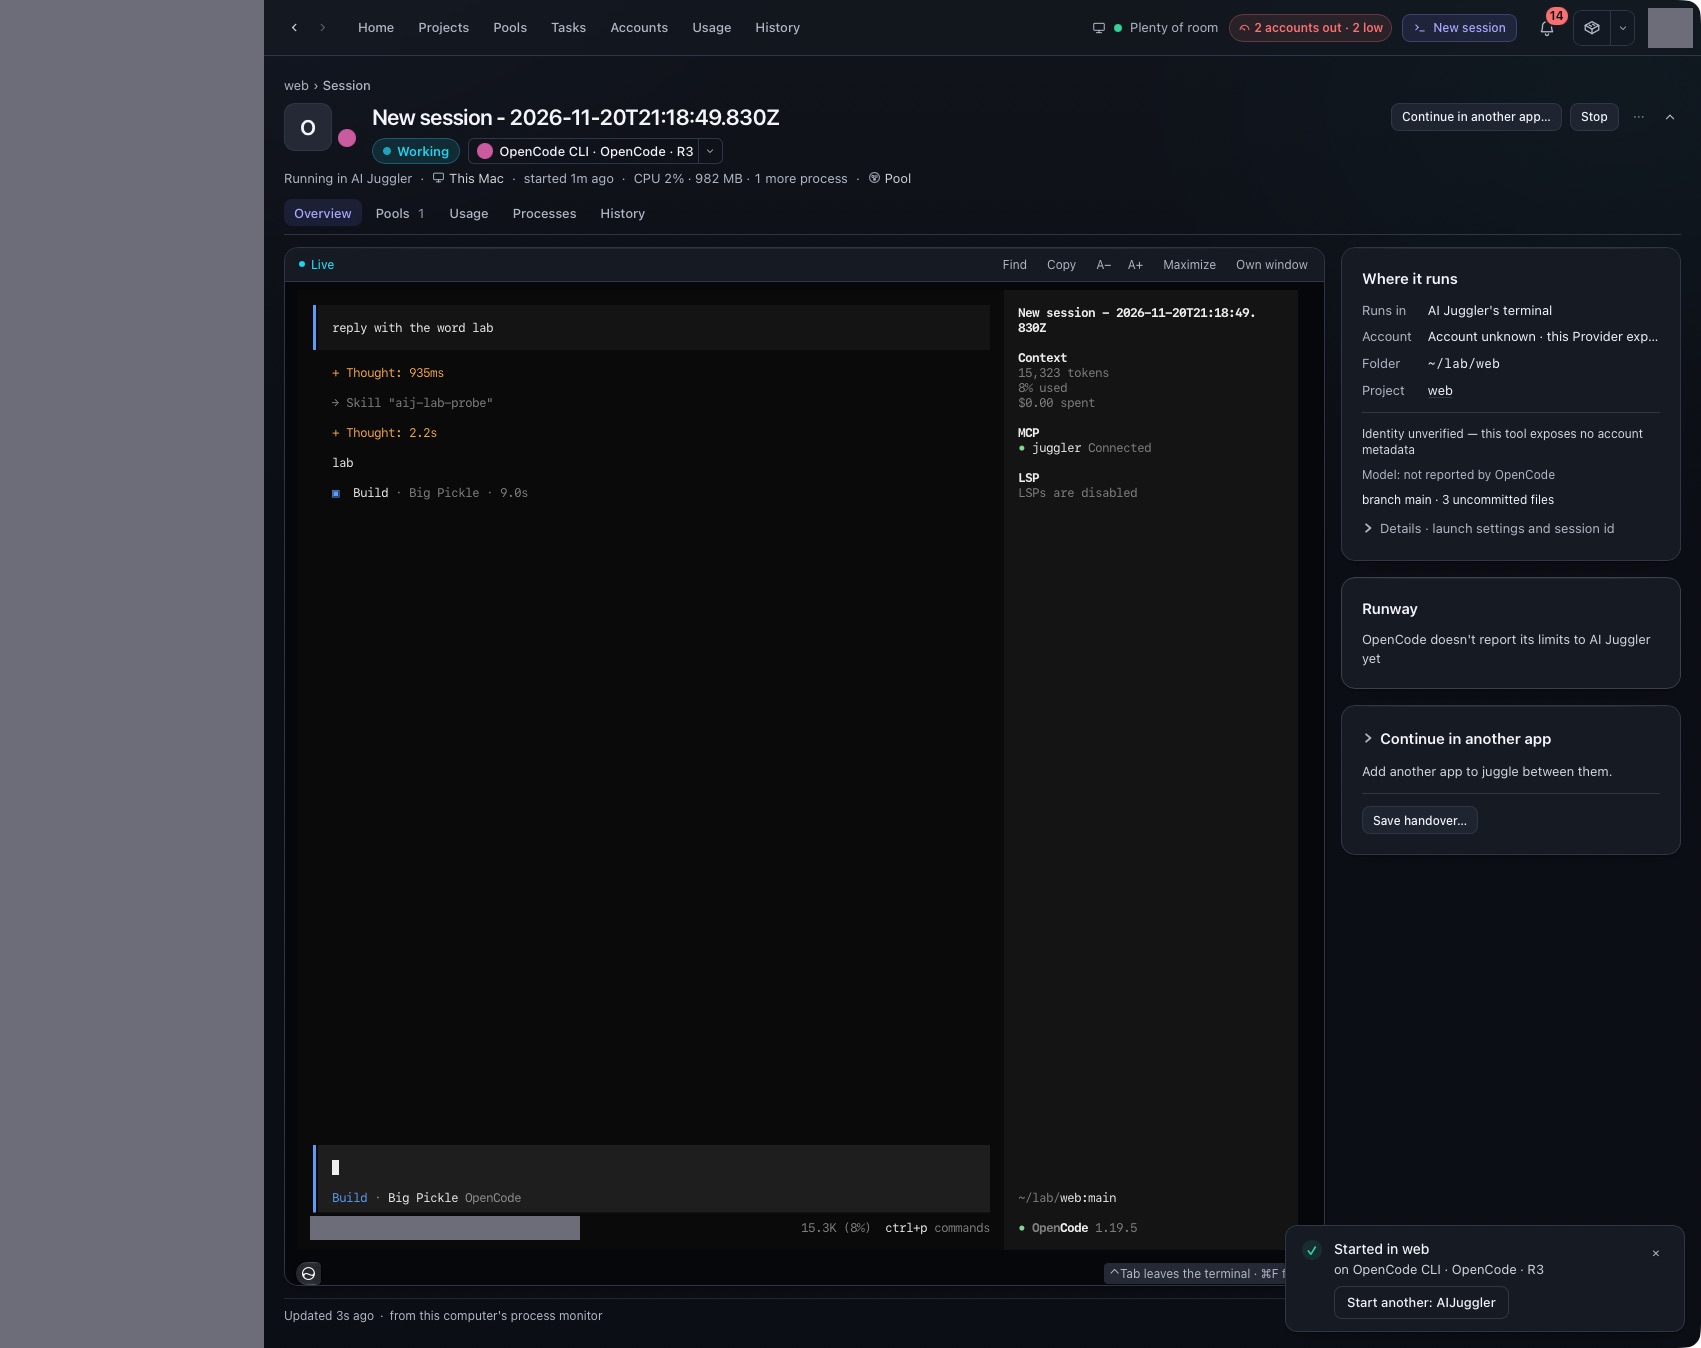 Home Projects Pools Tasks Accounts Usage History
Plenty of room 2 accounts out · 2 low New session 14
web › Session
O
New session - 2026-11-20T21:18:49.830Z
Continue in another app... Stop ...
Working OpenCode CLI · OpenCode · R3
Running in AI Juggler · This Mac · started 1m ago · CPU 2% · 982 MB · 1 more process · Pool
Overview Pools 1 Usage Processes History
Live Find Copy A− A+ Maximize Own window
reply with the word lab
+ Thought: 935ms
→ Skill "aij-lab-probe"
+ Thought: 2.2s
lab
▣ Build · Big Pickle · 9.0s
Build · Big Pickle OpenCode
15.3K (8%) ctrl+p commands
New session - 2026-11-20T21:18:49.
830Z
Context
15,323 tokens
8% used
$0.00 spent
MCP
• juggler Connected
LSP
LSPs are disabled
~/lab/web:main
• OpenCode 1.19.5
^Tab leaves the terminal · ⌘F f
Where it runs
Runs in AI Juggler's terminal
Account Account unknown · this Provider exp...
Folder ~/lab/web
Project web
Identity unverified — this tool exposes no account
metadata
Model: not reported by OpenCode
branch main · 3 uncommitted files
Details · launch settings and session id
Runway
OpenCode doesn't report its limits to AI Juggler
yet
Continue in another app
Add another app to juggle between them.
Save handover...
Started in web ×
on OpenCode CLI · OpenCode · R3
Start another: AIJuggler
Updated 3s ago · from this computer's process monitor